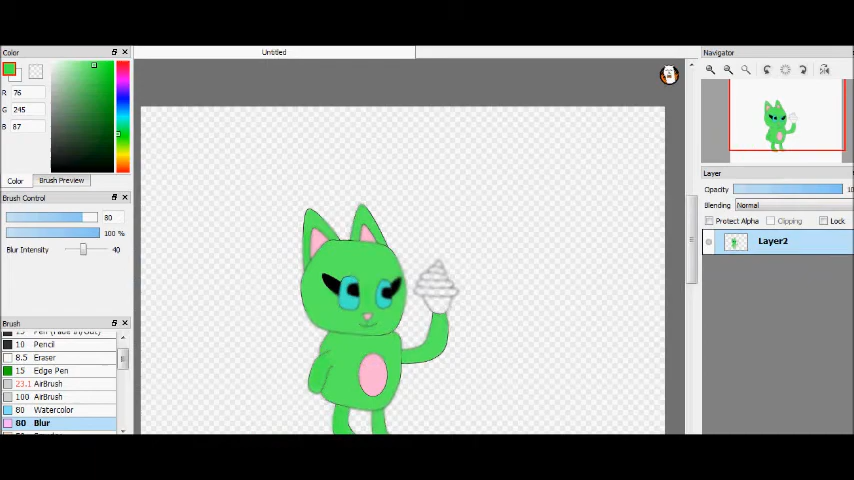 Color
Untitled
Navigator
R 76
G 245
B 87
Color Brush Preview
Brush Control
80
100 %
Blur Intensity 40
Layer
Opacity
Blending Normal
Protect Alpha Clipping Lock
Layer2
Brush
10 Pencil
8.5 Eraser
15 Edge Pen
23.1 AirBrush
100 AirBrush
80 Watercolor
80 Blur